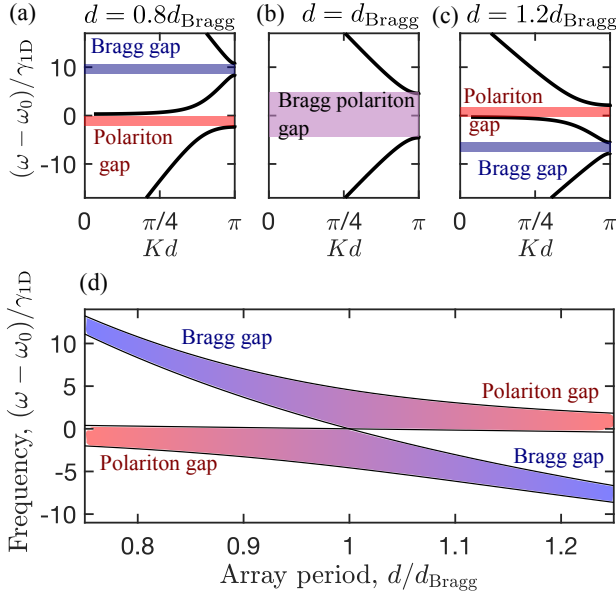 (a) d = 0.8d_Bragg
(b) d = d_Bragg
(c) d = 1.2d_Bragg
(ω − ω₀)/γ_1D
10
0
-10
Bragg gap
Polariton
gap
Bragg polariton
gap
Polariton
gap
Bragg gap
0 π/4 π
0 π/4 π
0 π/4 π
Kd
Kd
Kd
(d)
Frequency, (ω − ω₀)/γ_1D
10
5
0
-5
-10
Bragg gap
Polariton gap
Polariton gap
Bragg gap
0.8 0.9 1 1.1 1.2
Array period, d/d_Bragg